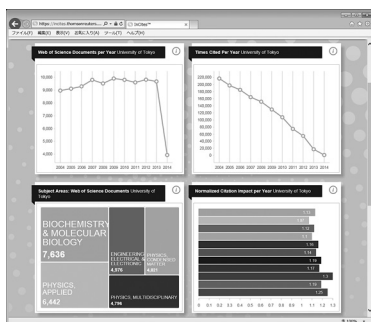 https://incites.thomsonreuters....
InCites™
ファイル(F) 編集(E) 表示(V) お気に入り(A) ツール(T) ヘルプ(H)
Web of Science Documents per Year University of Tokyo
10,000
9,000
8,000
7,000
6,000
5,000
4,000
2004 2005 2006 2007 2008 2009 2010 2011 2012 2013 2014
Times Cited Per Year University of Tokyo
220,000
200,000
180,000
160,000
140,000
120,000
100,000
80,000
60,000
40,000
20,000
0
2004 2005 2006 2007 2008 2009 2010 2011 2012 2013 2014
Subject Areas: Web of Science Documents University of
Tokyo
BIOCHEMISTRY
& MOLECULAR
BIOLOGY
7,636
PHYSICS,
APPLIED
6,442
ENGINEERING,
ELECTRICAL &
ELECTRONIC
4,976
PHYSICS,
CONDENSED
MATTER
4,931
PHYSICS, MULTIDISCIPLINARY
4,796
Normalized Citation Impact per Year University of Tokyo
1.16
1.14
1.17
0 0.1 0.2 0.3 0.4 0.5 0.6 0.7 0.8 0.9 1 1.1 1.2 1.3